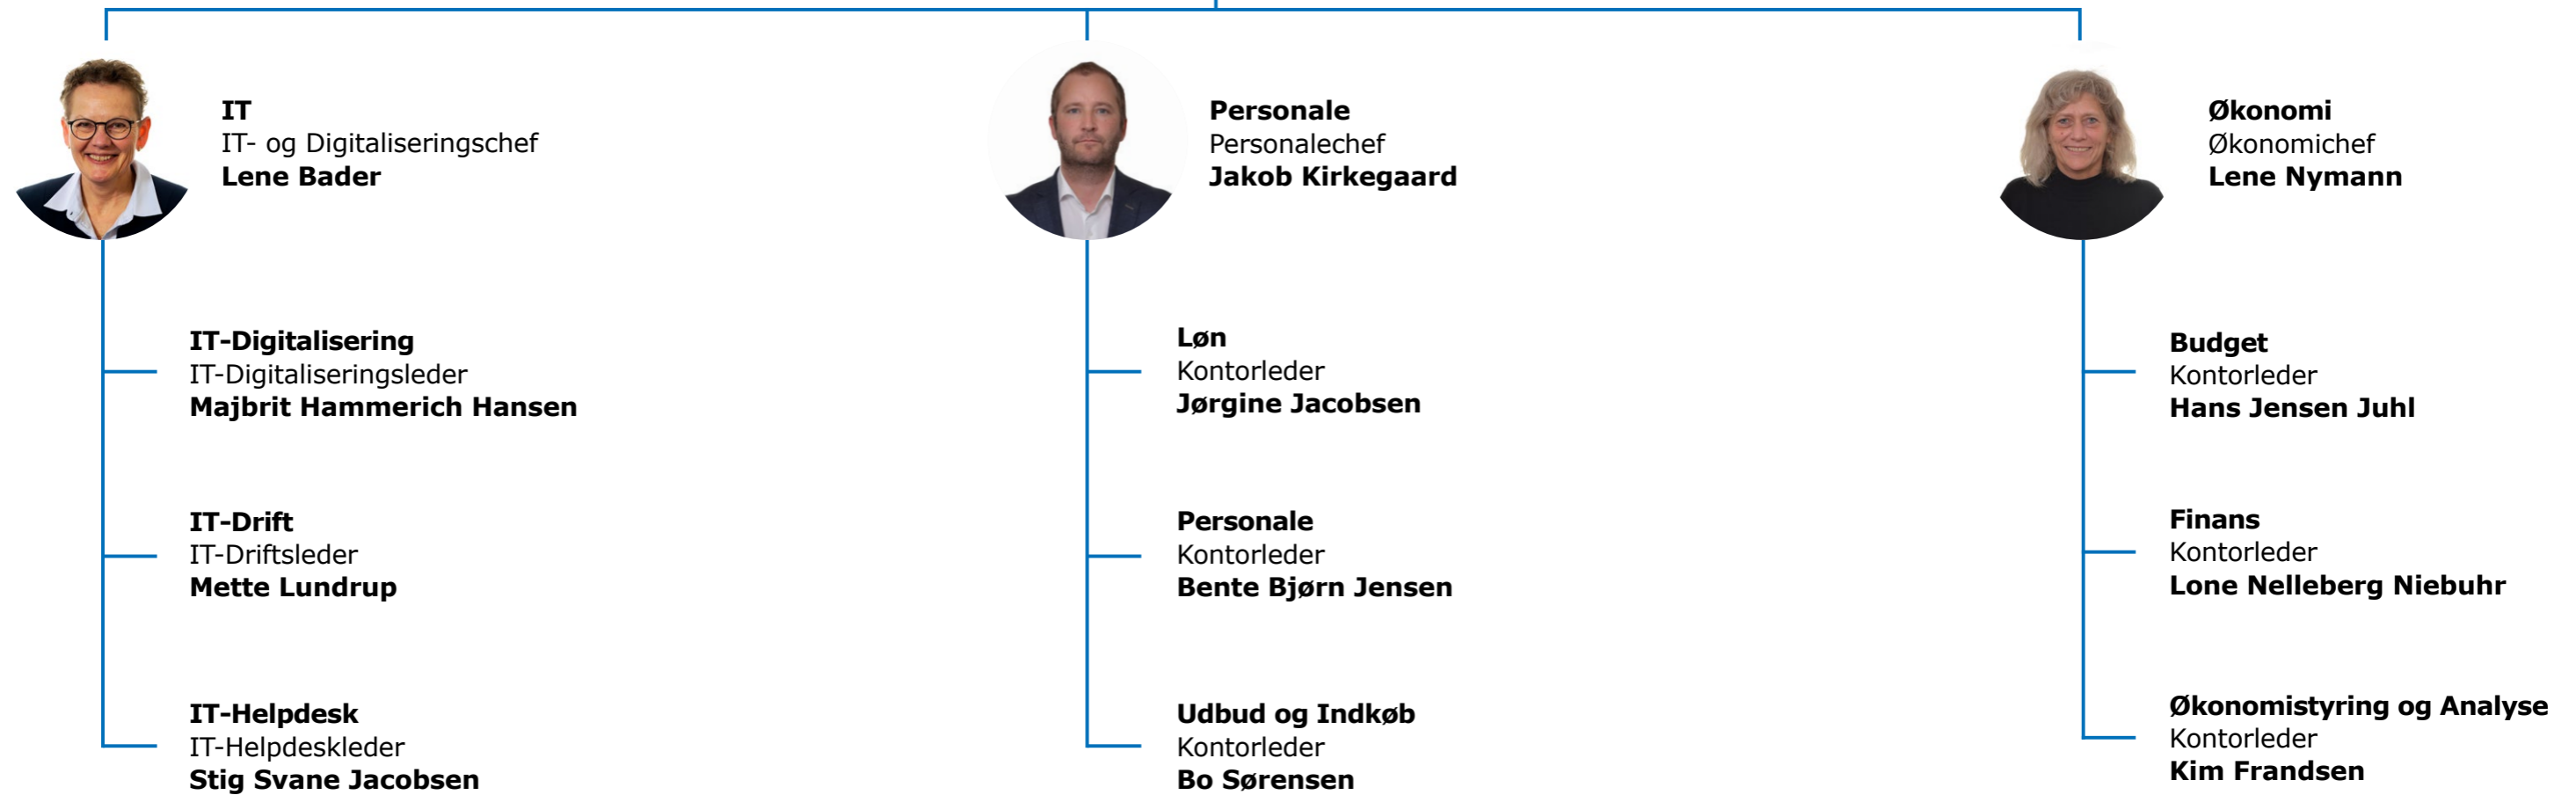 IT
IT- og Digitaliseringschef
Lene Bader
IT-Digitalisering
IT-Digitaliseringsleder
Majbrit Hammerich Hansen
IT-Drift
IT-Driftsleder
Mette Lundrup
IT-Helpdesk
IT-Helpdeskleder
Stig Svane Jacobsen
Personale
Personalechef
Jakob Kirkegaard
Løn
Kontorleder
Jørgine Jacobsen
Personale
Kontorleder
Bente Bjørn Jensen
Udbud og Indkøb
Kontorleder
Bo Sørensen
Økonomi
Økonomichef
Lene Nymann
Budget
Kontorleder
Hans Jensen Juhl
Finans
Kontorleder
Lone Nelleberg Niebuhr
Økonomistyring og Analyse
Kontorleder
Kim Frandsen